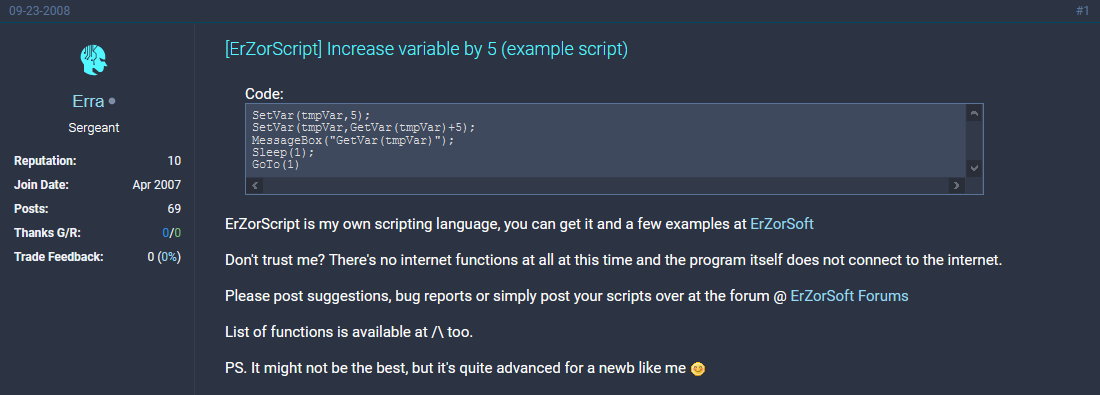 09-23-2008 #1
Erra
Sergeant
Reputation: 10
Join Date: Apr 2007
Posts: 69
Thanks G/R: 0/0
Trade Feedback: 0 (0%)
[ErZorScript] Increase variable by 5 (example script)
Code:
SetVar(tmpVar,5);
SetVar(tmpVar,GetVar(tmpVar)+5);
MessageBox("GetVar(tmpVar)");
Sleep(1);
GoTo(1)
ErZorScript is my own scripting language, you can get it and a few examples at ErZorSoft
Don't trust me? There's no internet functions at all at this time and the program itself does not connect to the internet.
Please post suggestions, bug reports or simply post your scripts over at the forum @ ErZorSoft Forums
List of functions is available at /\ too.
PS. It might not be the best, but it's quite advanced for a newb like me 😊